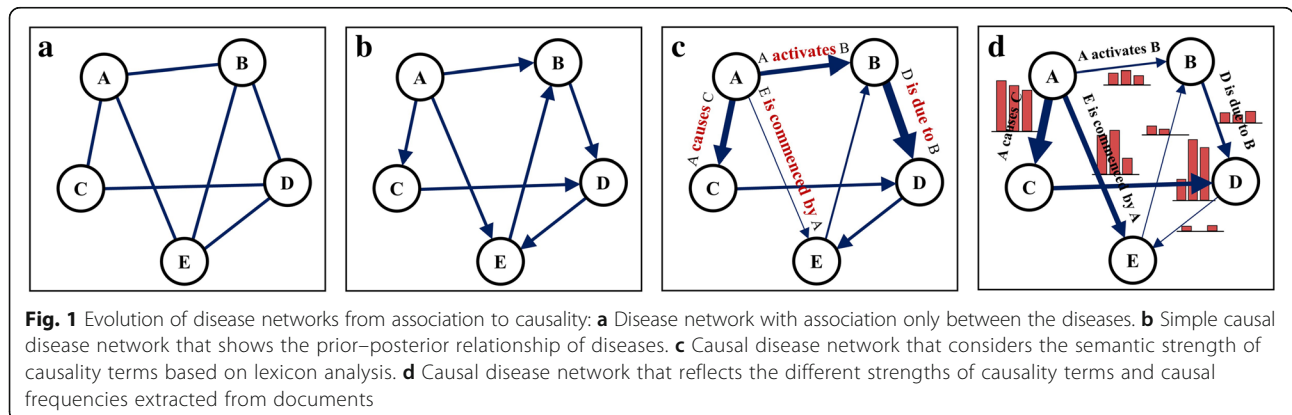 a
A
B
C
D
E
b
A
B
C
D
E
c
A activates B
A
B
A causes C
E is commenced by A
D is due to B
C
D
E
d
A activates B
A
B
A causes C
E is commenced by A
D is due to B
C
D
E
Fig. 1 Evolution of disease networks from association to causality: a Disease network with association only between the diseases. b Simple causal
disease network that shows the prior–posterior relationship of diseases. c Causal disease network that considers the semantic strength of
causality terms based on lexicon analysis. d Causal disease network that reflects the different strengths of causality terms and causal
frequencies extracted from documents